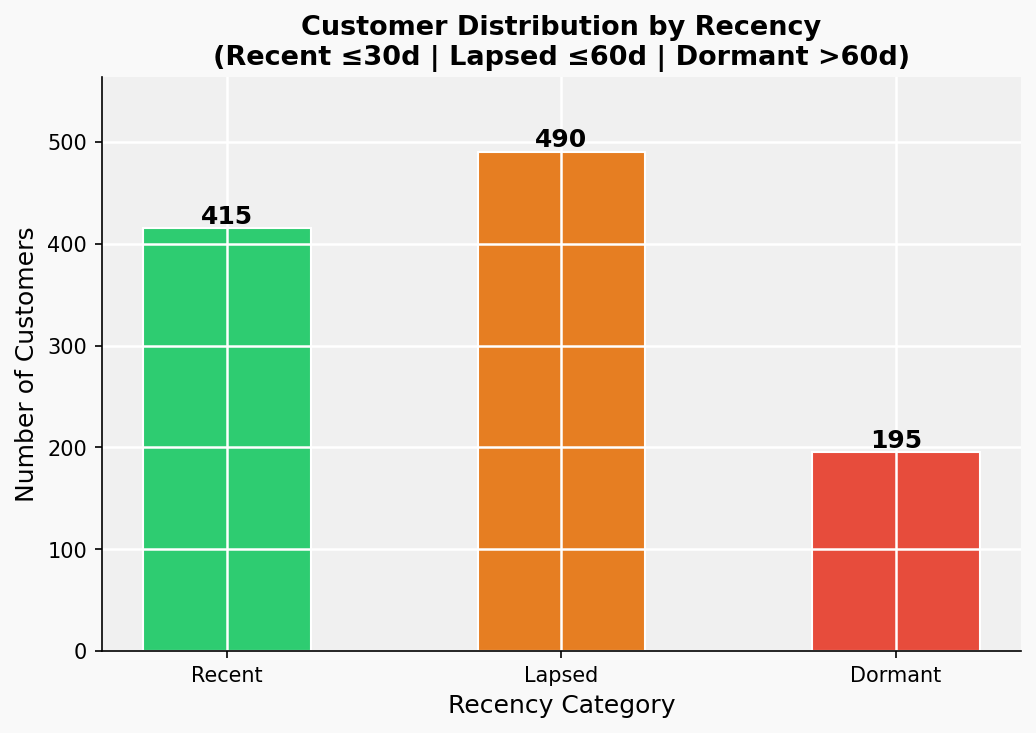 Customer Distribution by Recency
(Recent ≤30d | Lapsed ≤60d | Dormant >60d)
Number of Customers
500
400
300
200
100
0
415
490
195
Recent
Lapsed
Dormant
Recency Category